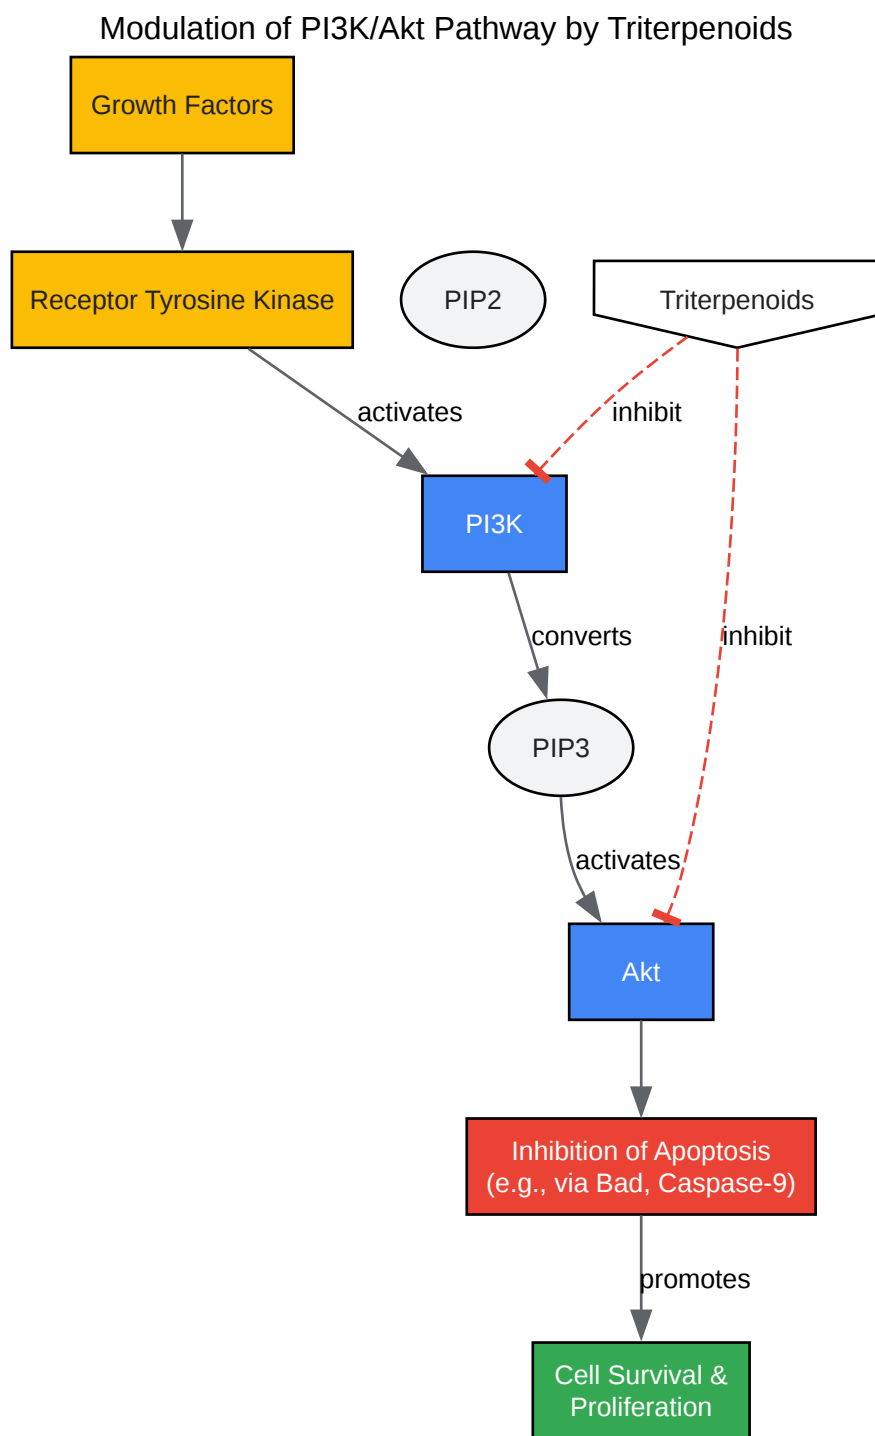 Modulation of PI3K/Akt Pathway by Triterpenoids
Growth Factors
Receptor Tyrosine Kinase
PIP2
Triterpenoids
activates
inhibit
PI3K
converts
inhibit
PIP3
activates
Akt
Inhibition of Apoptosis
(e.g., via Bad, Caspase-9)
promotes
Cell Survival &
Proliferation